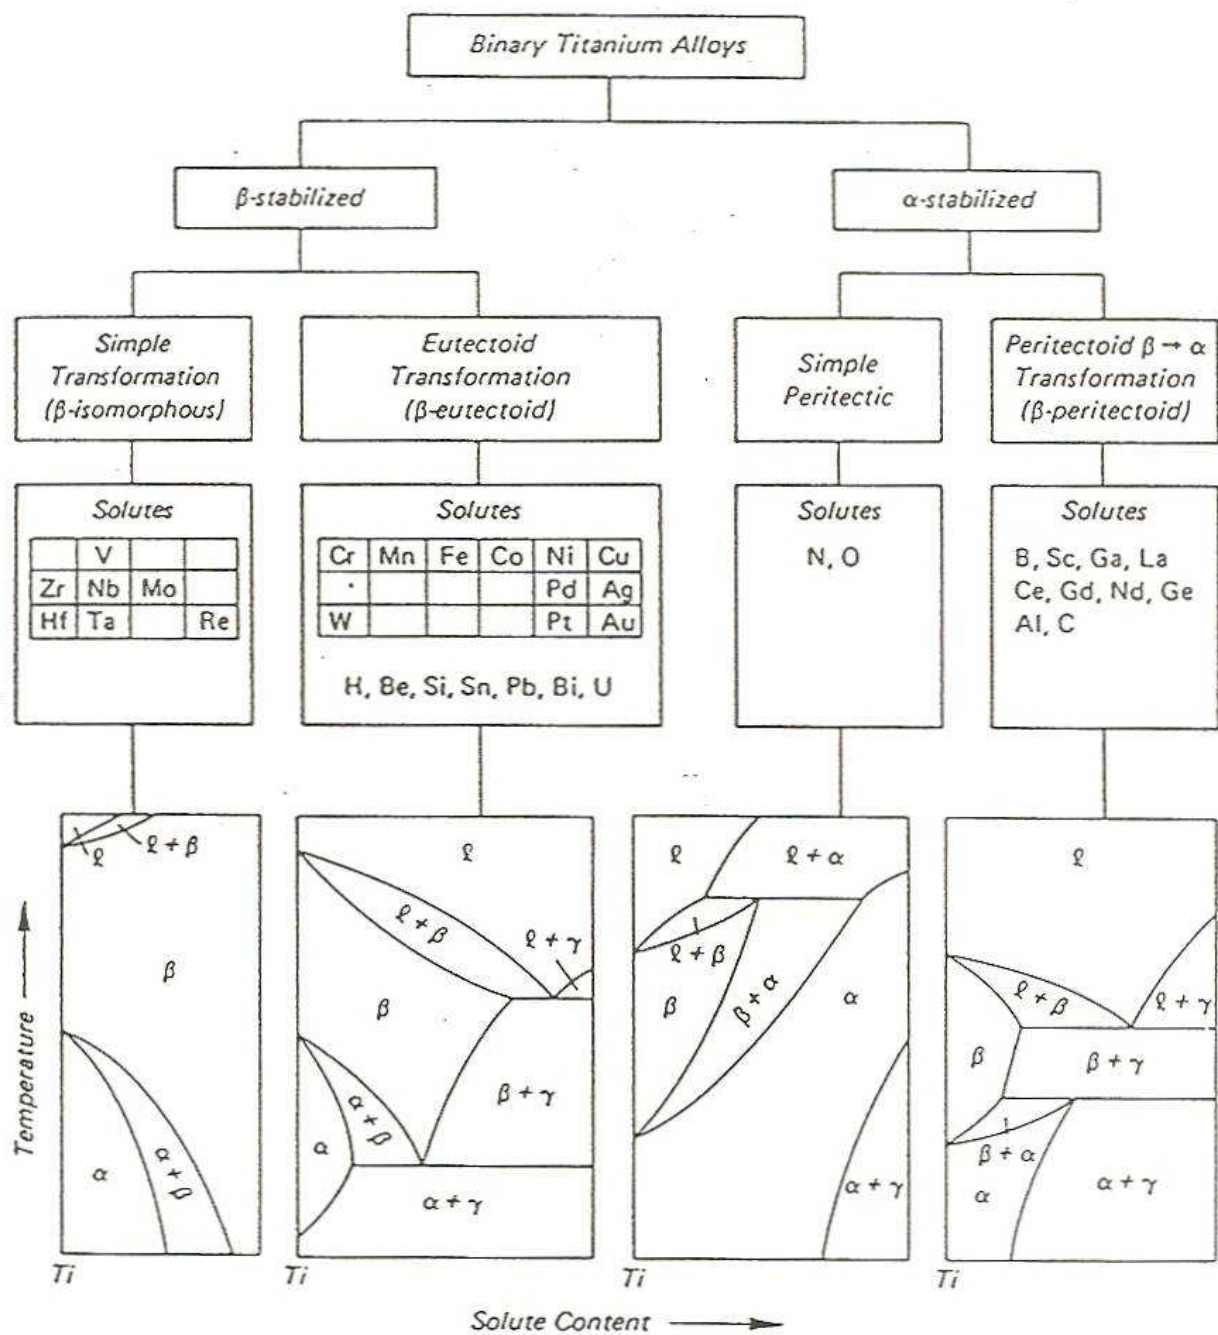 Binary Titanium Alloys
β-stabilized
α-stabilized
Simple
Transformation
(β-isomorphous)
Eutectoid
Transformation
(β-eutectoid)
Simple
Peritectic
Peritectoid β → α
Transformation
(β-peritectoid)
Solutes
V
Zr Nb Mo
Hf Ta Re
Solutes
Cr Mn Fe Co Ni Cu
Pd Ag
W Pt Au
H, Be, Si, Sn, Pb, Bi, U
Solutes
N, O
Solutes
B, Sc, Ga, La
Ce, Gd, Nd, Ge
Al, C
Temperature
ℓ
ℓ + β
β
α
α + β
Ti
ℓ
ℓ + β
ℓ + γ
β
α + β
β + γ
α
α + γ
Ti
ℓ
ℓ + α
ℓ + β
β
β + α
α
α + γ
Ti
ℓ
ℓ + β
ℓ + γ
β
β + γ
β + α
α
α + γ
Ti
Solute Content